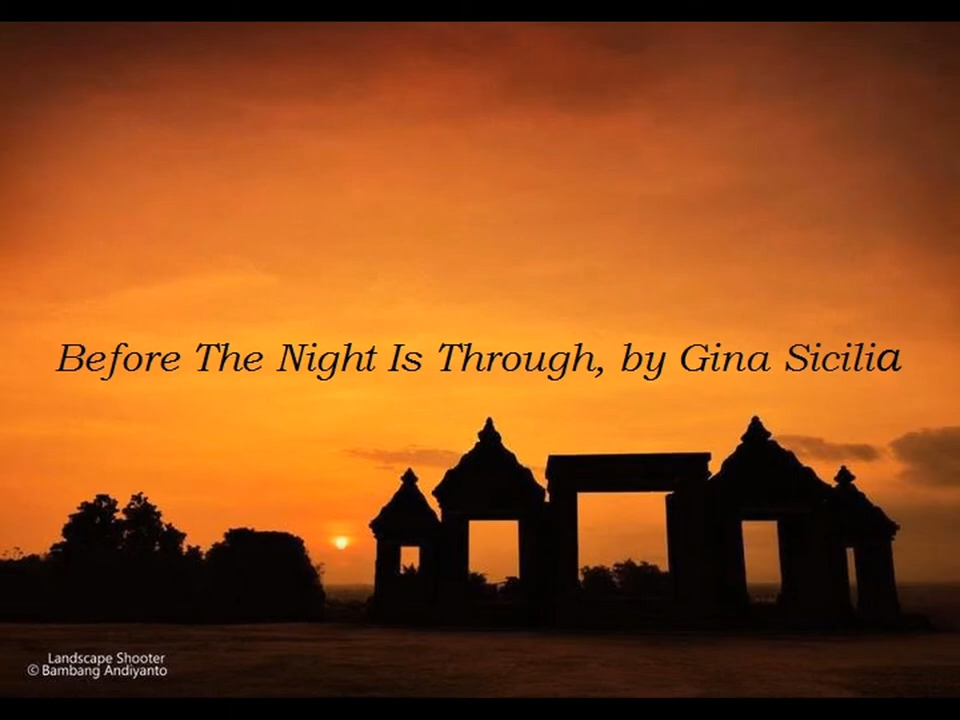 Before The Night Is Through, by Gina Sicilia
Landscape Shooter
© Bambang Andiyanto